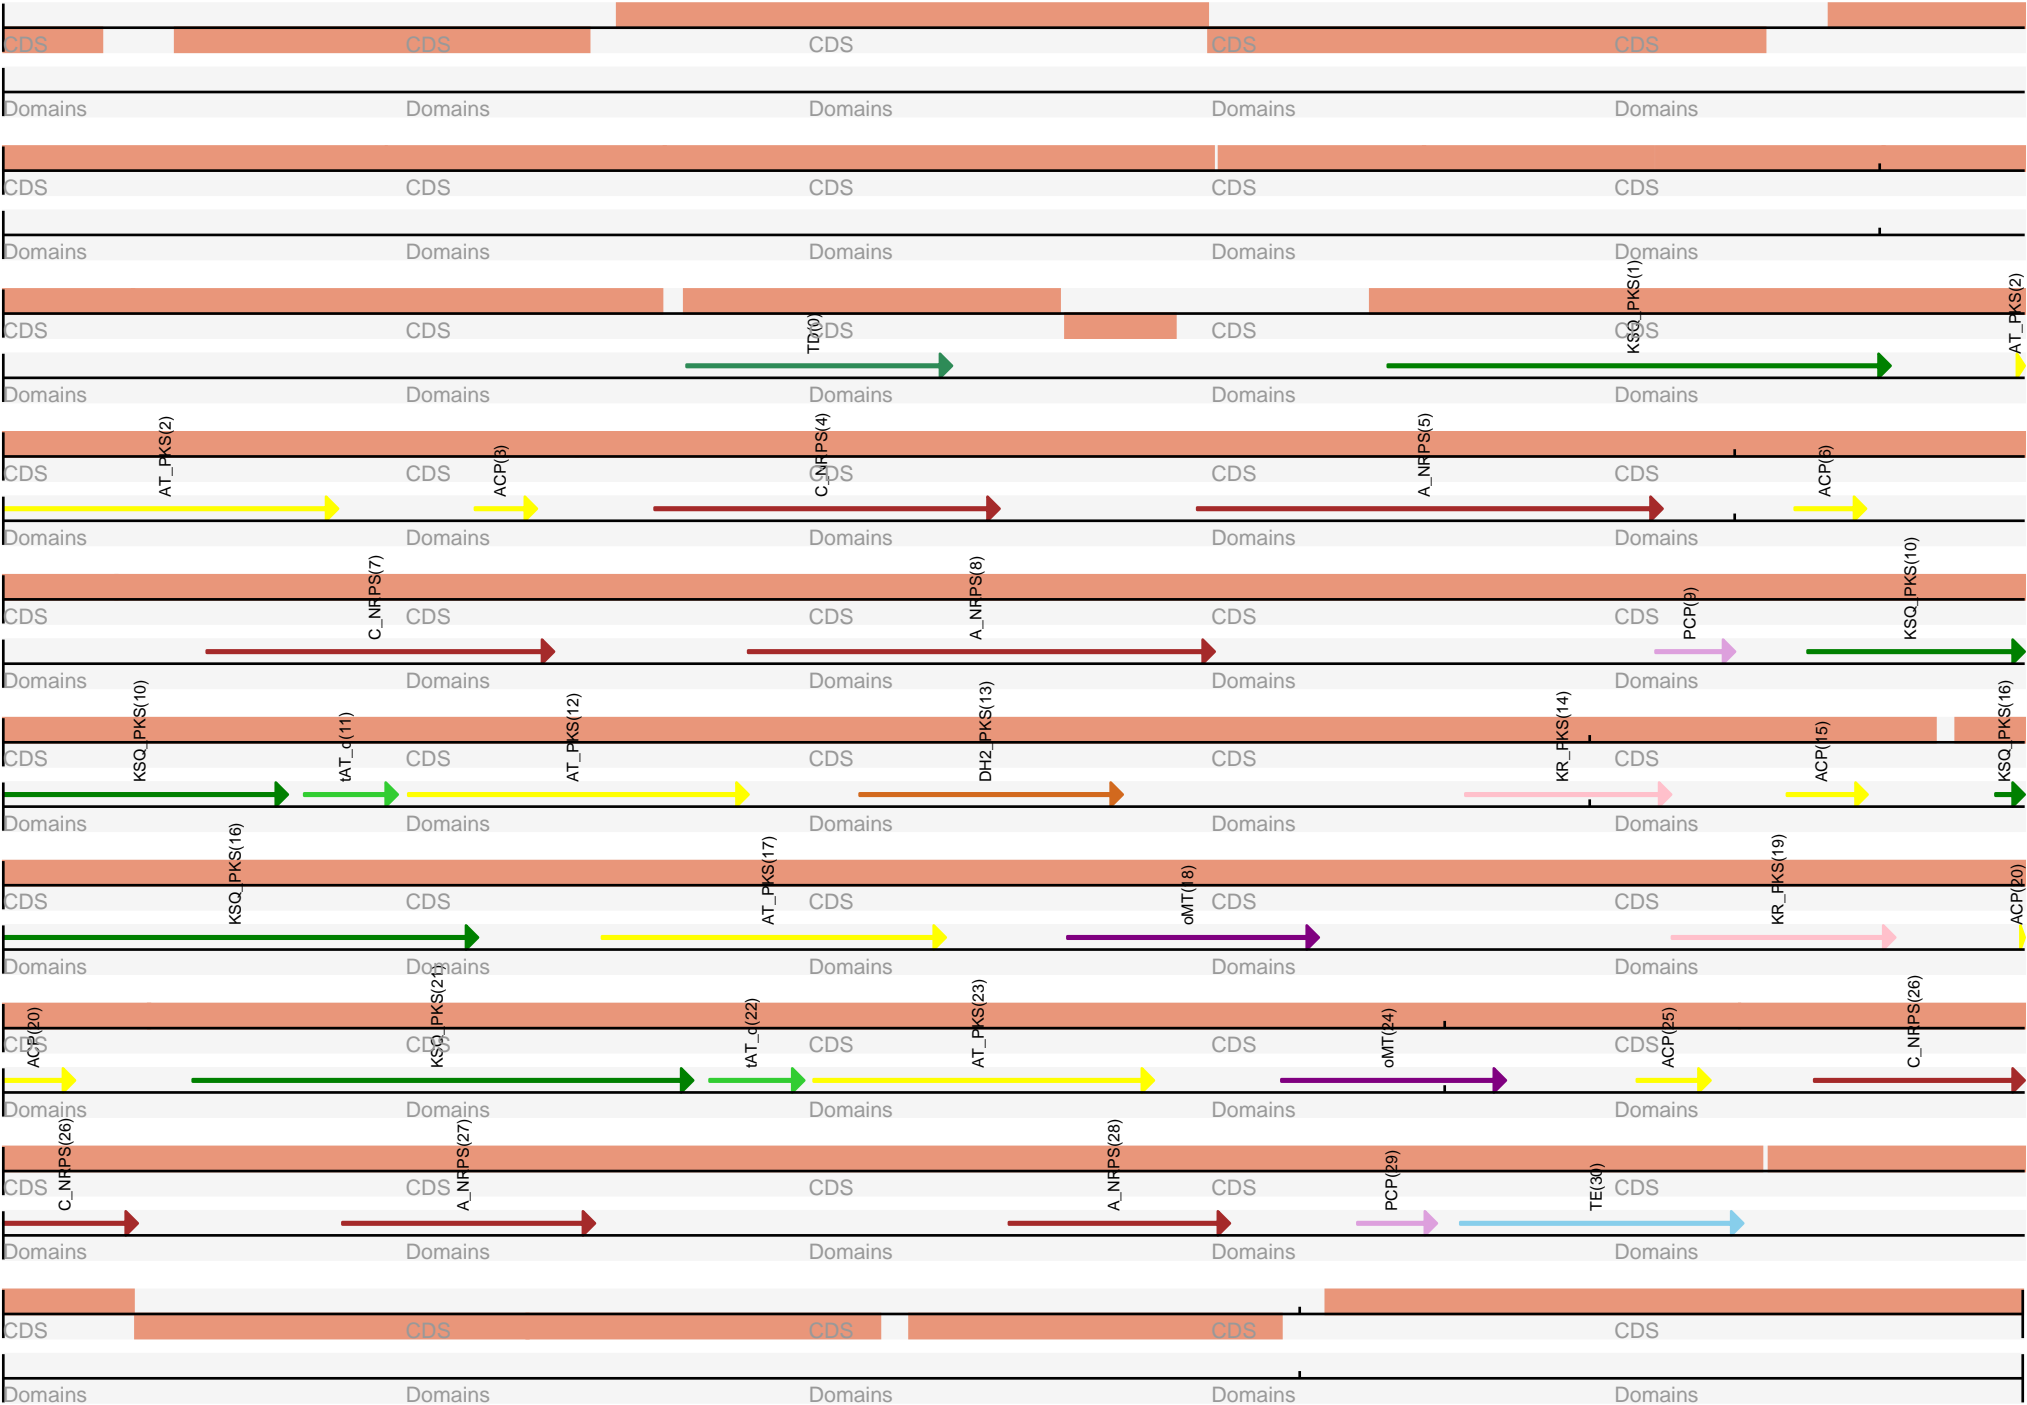 CDS CDS CDS CDS CDS
Domains Domains Domains Domains Domains
CDS CDS CDS CDS CDS
Domains Domains Domains Domains Domains
KSQ_PKS(1) AT_PKS(2)
CDS CDS CDS CDS CDS
TD(0)
Domains Domains Domains Domains Domains
AT_PKS(2) ACP(3) C_NRPS(4) A_NRPS(5) ACP(6)
CDS CDS CDS CDS CDS
Domains Domains Domains Domains Domains
C_NRPS(7) A_NRPS(8) PCP(9) KSQ_PKS(10)
CDS CDS CDS CDS CDS
Domains Domains Domains Domains Domains
KSQ_PKS(10) tAT_d(11) AT_PKS(12) DH2_PKS(13) KR_PKS(14) ACP(15) KSQ_PKS(16)
CDS CDS CDS CDS CDS
Domains Domains Domains Domains Domains
KSQ_PKS(16) AT_PKS(17) oMT(18) KR_PKS(19) ACP(20)
CDS CDS CDS CDS CDS
Domains Domains Domains Domains Domains
ACP(20) KSQ_PKS(21) tAT_d(22) AT_PKS(23) oMT(24) ACP(25) C_NRPS(26)
CDS CDS CDS CDS CDS
Domains Domains Domains Domains Domains
C_NRPS(26) A_NRPS(27) A_NRPS(28) PCP(29) TE(30)
CDS CDS CDS CDS CDS
Domains Domains Domains Domains Domains
CDS CDS CDS CDS CDS
Domains Domains Domains Domains Domains